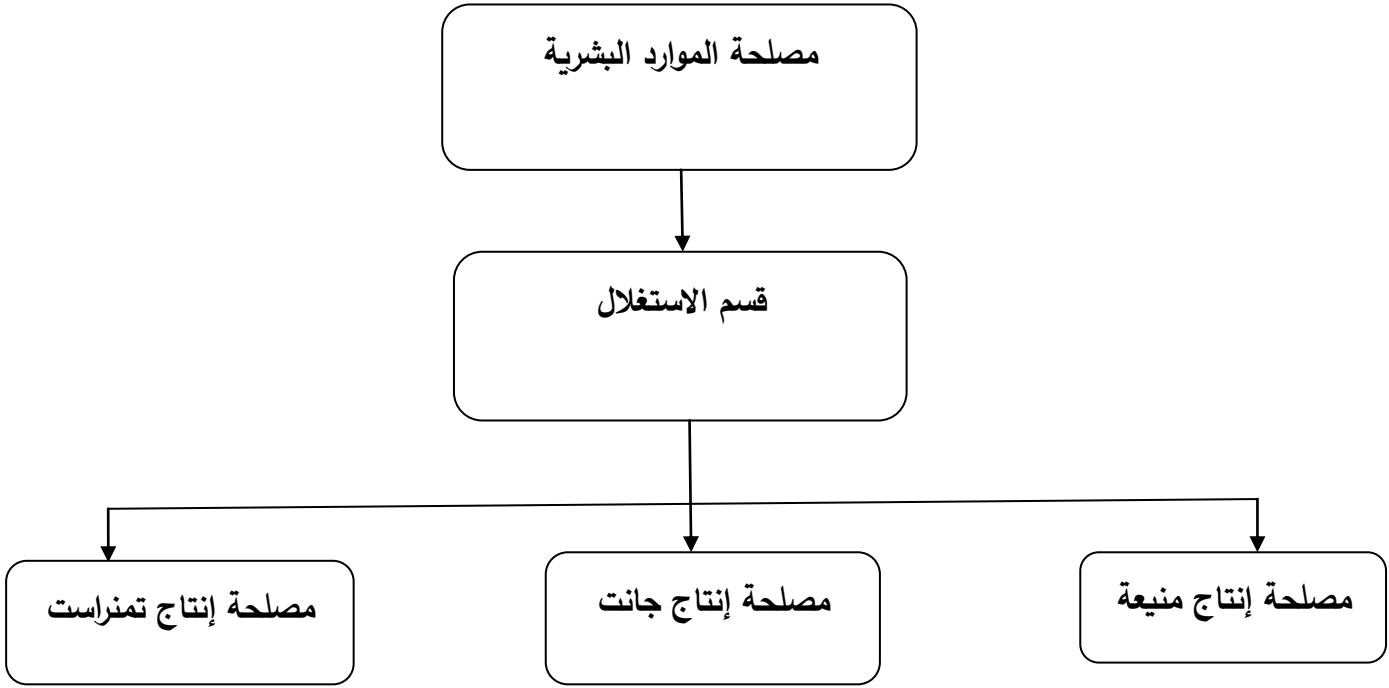 مصلحة الموارد البشرية
قسم الاستغلال
مصلحة إنتاج منيعة
مصلحة إنتاج جانت
مصلحة إنتاج تمنراست